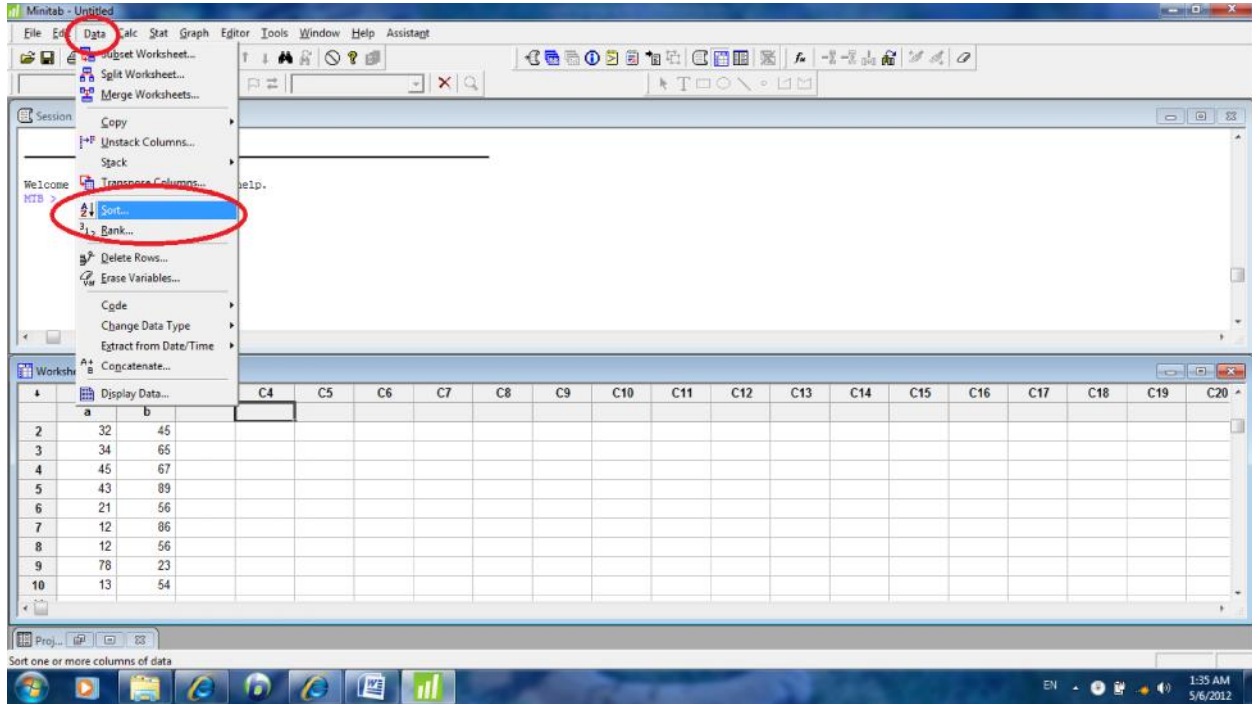 Minitab - Untitled
File Edit Data Calc Stat Graph Editor Tools Window Help Assistant
Subset Worksheet...
Split Worksheet...
Merge Worksheets...
Copy
Unstack Columns...
Stack
Transpose Columns...
Sort...
Rank...
Delete Rows...
Erase Variables...
Code
Change Data Type
Extract from Date/Time
Concatenate...
Display Data...
Session
Welcome help.
MTB >
Workshe
C4 C5 C6 C7 C8 C9 C10 C11 C12 C13 C14 C15 C16 C17 C18 C19 C20
a b
2 32 45
3 34 65
4 45 67
5 43 89
6 21 56
7 12 86
8 12 56
9 78 23
10 13 54
Proj...
Sort one or more columns of data
EN 1:35 AM
5/6/2012